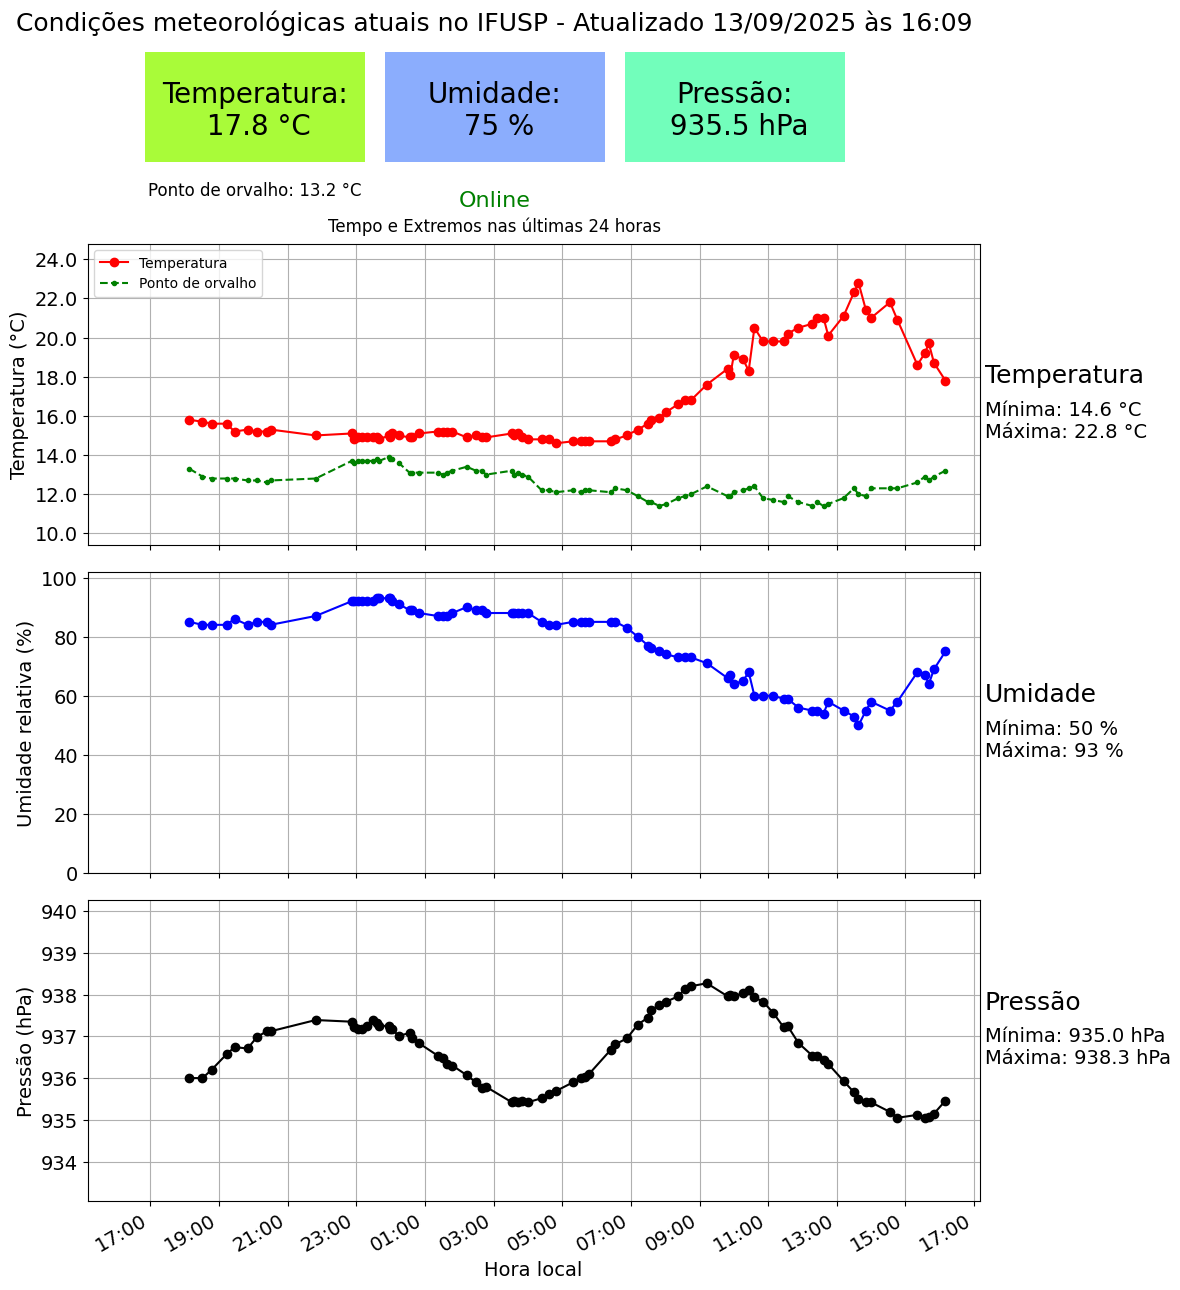 Condições meteorológicas atuais no IFUSP - Atualizado 13/09/2025 às 16:09
Temperatura:
17.8 °C
Umidade:
75 %
Pressão:
935.5 hPa
Ponto de orvalho: 13.2 °C
Online
Tempo e Extremos nas últimas 24 horas
Temperatura (°C)
24.0
22.0
20.0
18.0
16.0
14.0
12.0
10.0
Temperatura
Ponto de orvalho
Temperatura
Mínima: 14.6 °C
Máxima: 22.8 °C
Umidade relativa (%)
100
80
60
40
20
0
Umidade
Mínima: 50 %
Máxima: 93 %
Pressão (hPa)
940
939
938
937
936
935
934
Pressão
Mínima: 935.0 hPa
Máxima: 938.3 hPa
17:00
19:00
21:00
23:00
01:00
03:00
05:00
07:00
09:00
11:00
13:00
15:00
17:00
Hora local